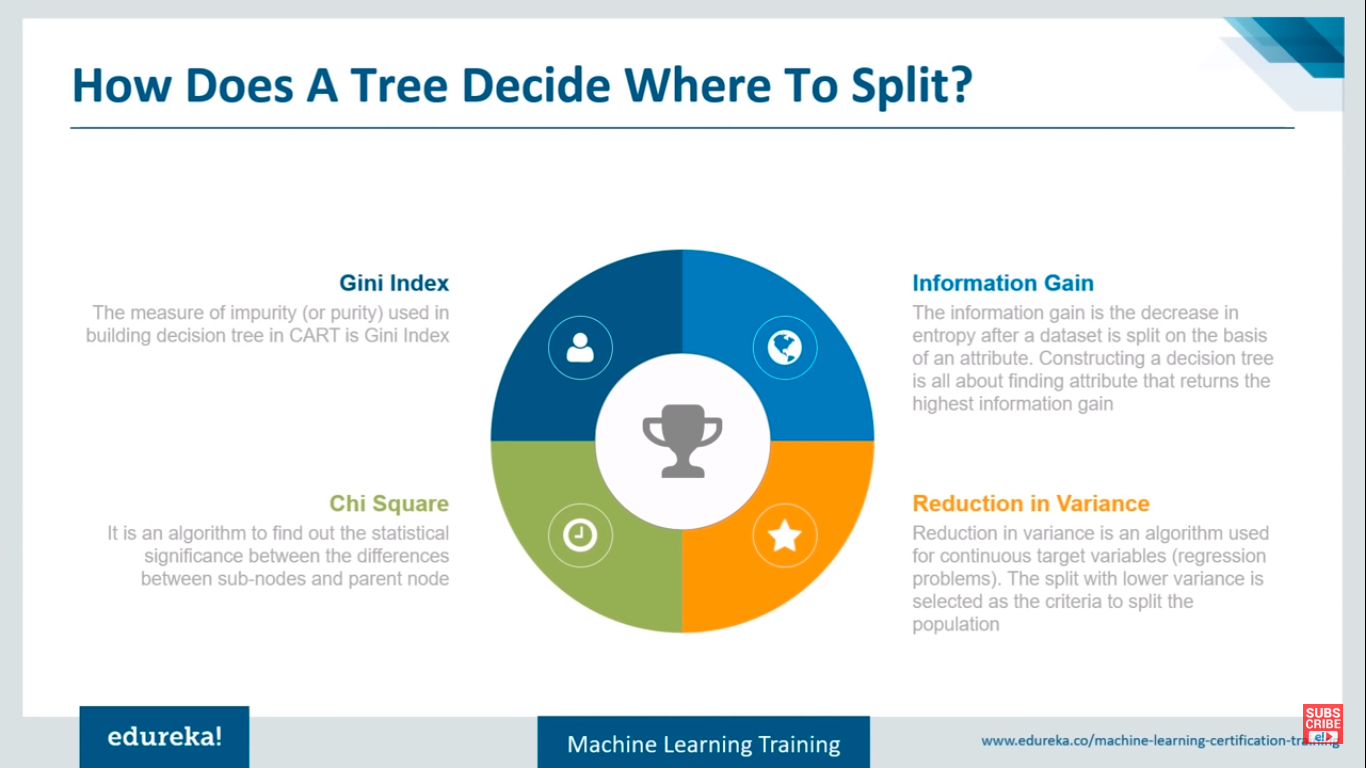 How Does A Tree Decide Where To Split?
Gini Index
The measure of impurity (or purity) used in
building decision tree in CART is Gini Index
Information Gain
The information gain is the decrease in
entropy after a dataset is split on the basis
of an attribute. Constructing a decision tree
is all about finding attribute that returns the
highest information gain
Chi Square
It is an algorithm to find out the statistical
significance between the differences
between sub-nodes and parent node
Reduction in Variance
Reduction in variance is an algorithm used
for continuous target variables (regression
problems). The split with lower variance is
selected as the criteria to split the
population
edureka!
Machine Learning Training
www.edureka.co/machine-learning-certification-training
SUBS
CRIBE
e!